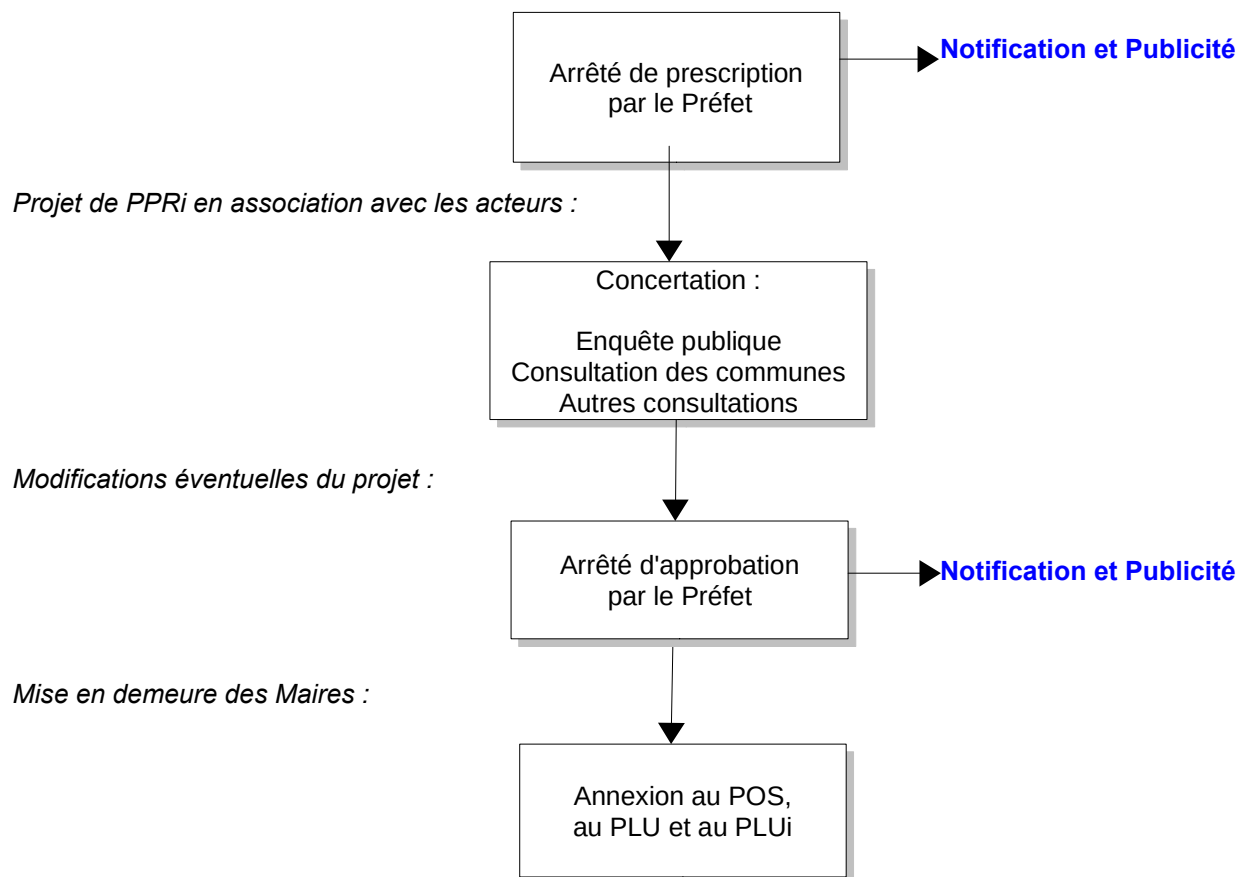 Notification et Publicité
Arrêté de prescription
par le Préfet
Projet de PPRi en association avec les acteurs :
Concertation :
Enquête publique
Consultation des communes
Autres consultations
Modifications éventuelles du projet :
Arrêté d'approbation
par le Préfet
Notification et Publicité
Mise en demeure des Maires :
Annexion au POS,
au PLU et au PLUi